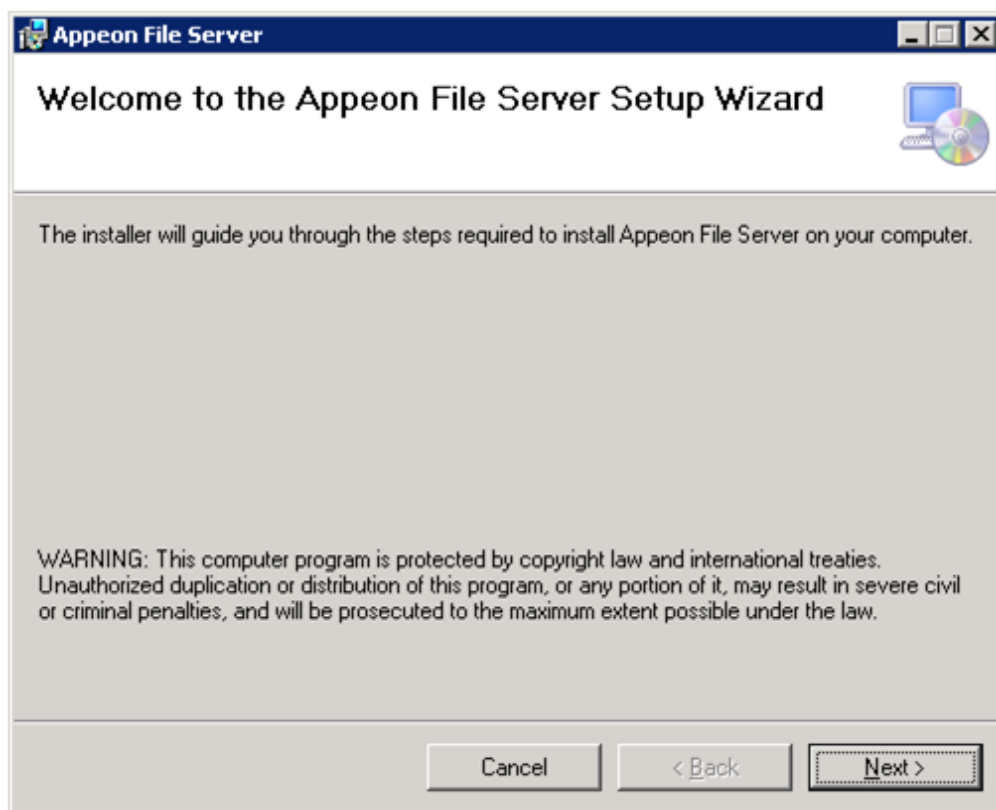 Appeon File Server
Welcome to the Appeon File Server Setup Wizard
The installer will guide you through the steps required to install Appeon File Server on your computer.
WARNING: This computer program is protected by copyright law and international treaties.
Unauthorized duplication or distribution of this program, or any portion of it, may result in severe civil
or criminal penalties, and will be prosecuted to the maximum extent possible under the law.
Cancel
< Back
Next >